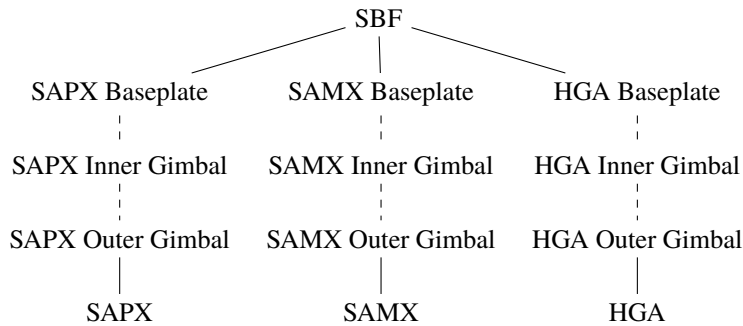 SBF
SAPX Baseplate SAMX Baseplate HGA Baseplate
SAPX Inner Gimbal SAMX Inner Gimbal HGA Inner Gimbal
SAPX Outer Gimbal SAMX Outer Gimbal HGA Outer Gimbal
SAPX SAMX HGA